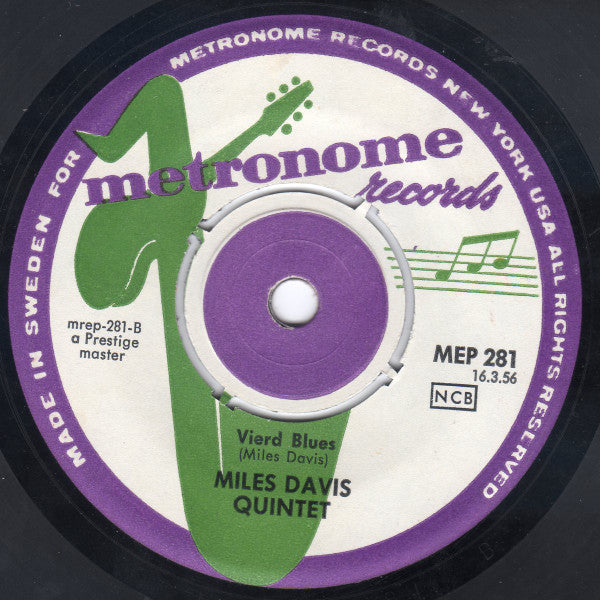 MADE IN SWEDEN FOR METRONOME RECORDS NEW YORK USA ALL RIGHTS RESERVED
metronome
records
mrep-281-B
a Prestige
master
MEP 281
16.3.56
NCB
Vierd Blues
(Miles Davis)
MILES DAVIS
QUINTET